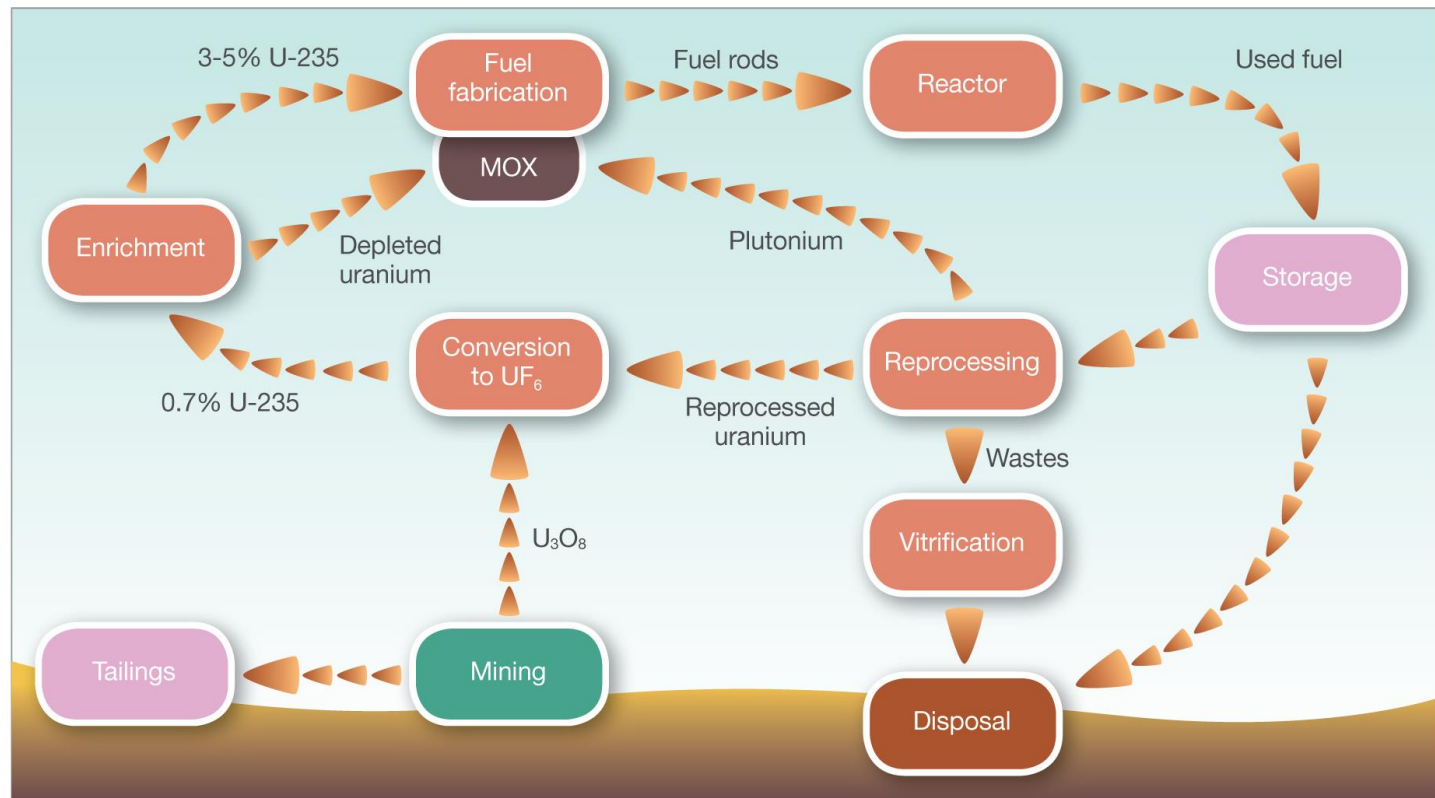 3-5% U-235
Fuel
fabrication
Fuel rods
Reactor
Used fuel
MOX
Enrichment
Depleted
uranium
Plutonium
Storage
Conversion
to UF₆
Reprocessing
0.7% U-235
Reprocessed
uranium
Wastes
U₃O₈
Vitrification
Tailings
Mining
Disposal